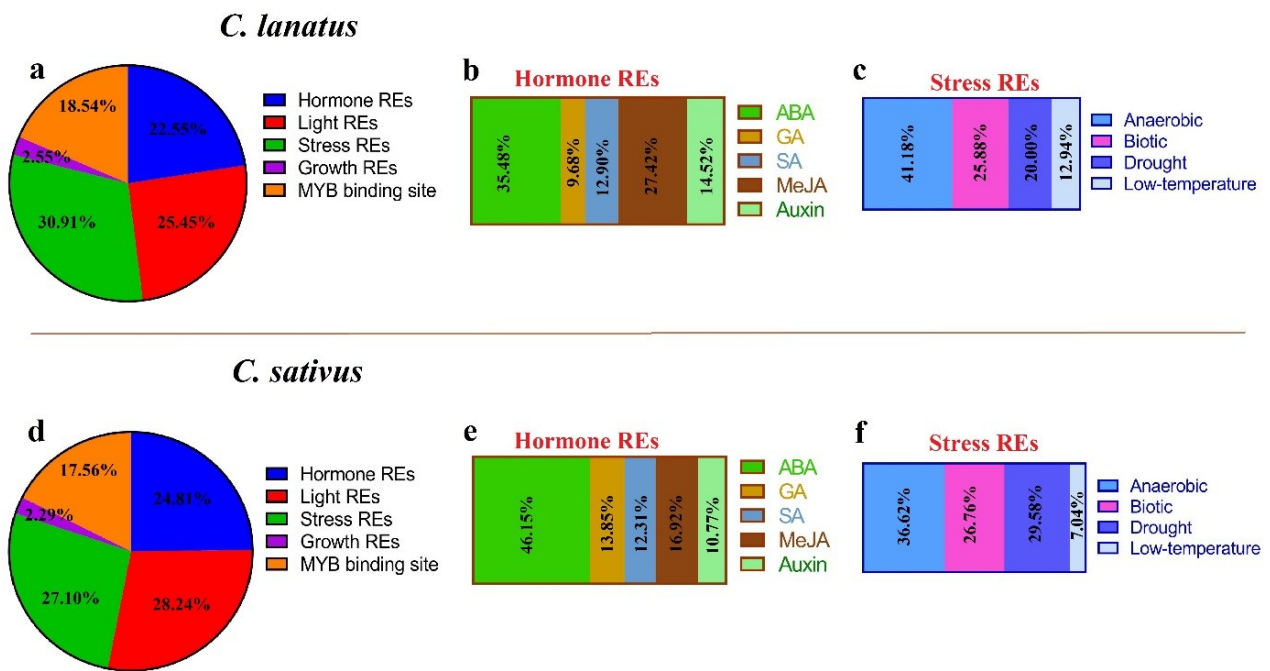 C. lanatus
a
18.54%
22.55%
2.55%
30.91%
25.45%
Hormone REs
Light REs
Stress REs
Growth REs
MYB binding site
b
Hormone REs
35.48%
9.68%
12.90%
27.42%
14.52%
ABA
GA
SA
MeJA
Auxin
c
Stress REs
41.18%
25.88%
20.00%
12.94%
Anaerobic
Biotic
Drought
Low-temperature
C. sativus
d
17.56%
24.81%
2.29%
27.10%
28.24%
Hormone REs
Light REs
Stress REs
Growth REs
MYB binding site
e
Hormone REs
46.15%
13.85%
12.31%
16.92%
10.77%
ABA
GA
SA
MeJA
Auxin
f
Stress REs
36.62%
26.76%
29.58%
7.04%
Anaerobic
Biotic
Drought
Low-temperature